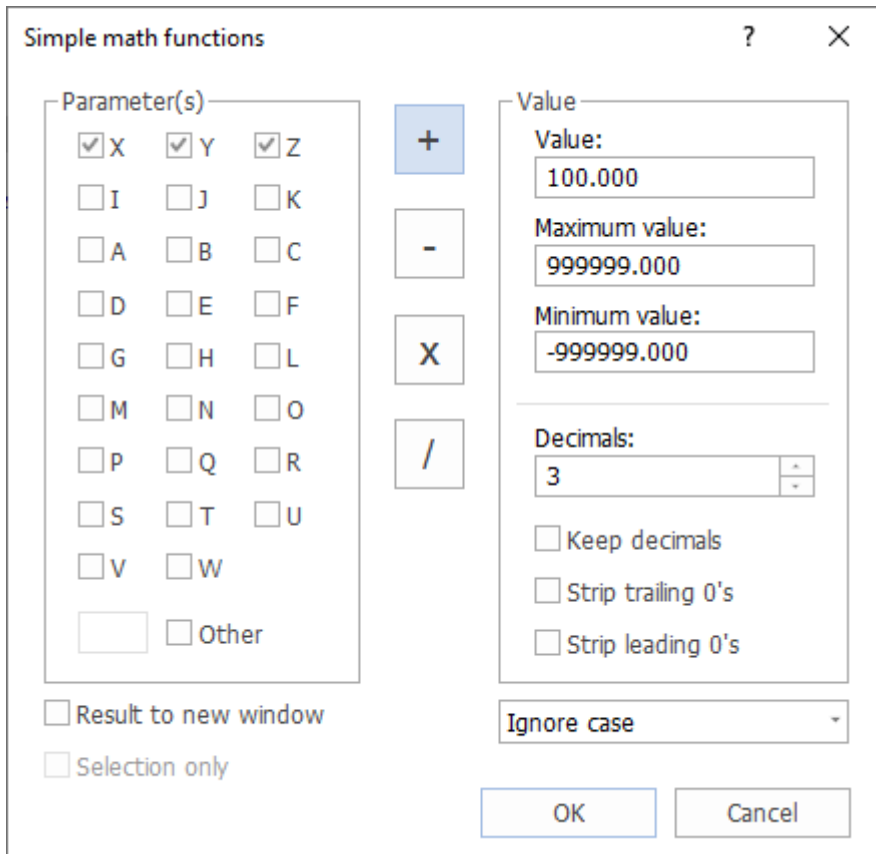 Simple math functions ?
Parameter(s)
X Y Z
I J K
A B C
D E F
G H L
M N O
P Q R
S T U
V W
Other
Result to new window
Selection only
+
-
X
/
Value
Value:
100.000
Maximum value:
999999.000
Minimum value:
-999999.000
Decimals:
3
Keep decimals
Strip trailing 0's
Strip leading 0's
Ignore case
OK Cancel